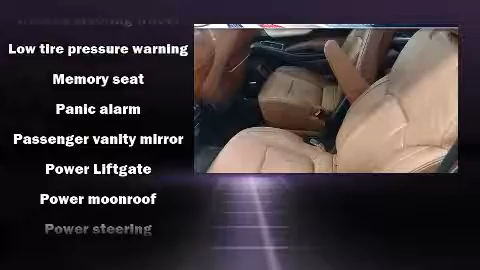 Low tire pressure warning
Memory seat
Panic alarm
Passenger vanity mirror
Power Liftgate
Power moonroof
Power steering